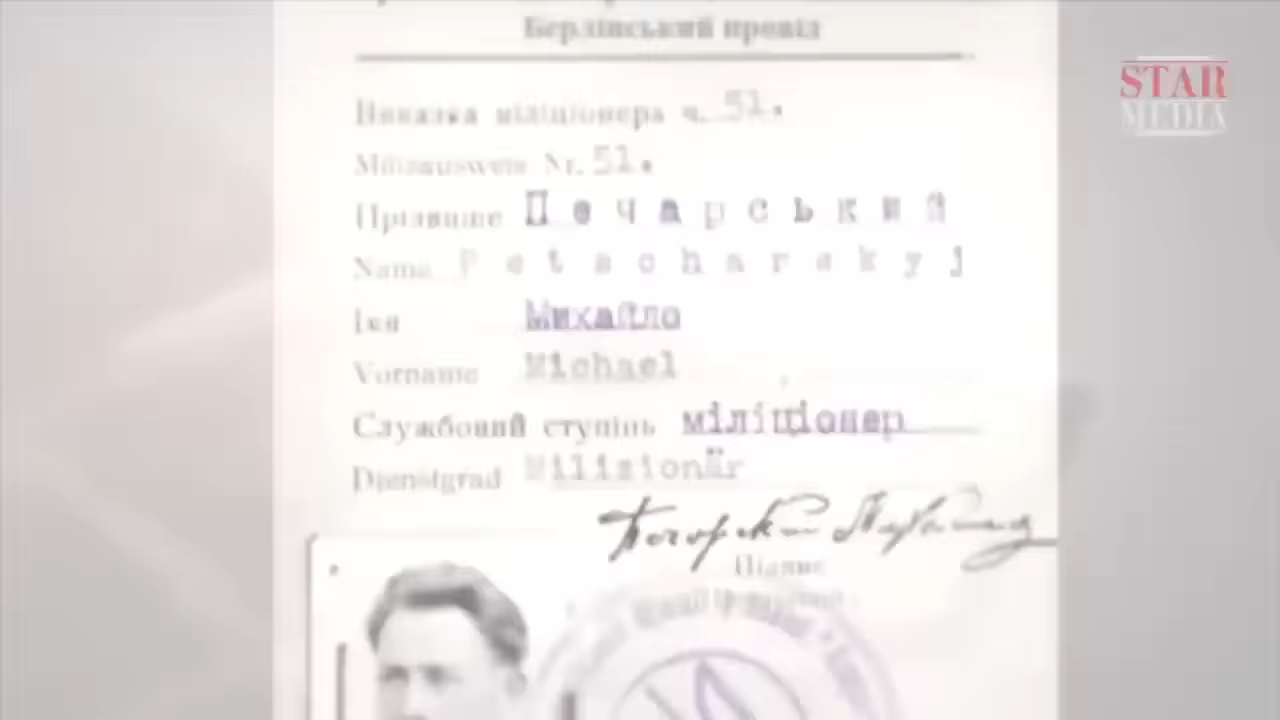 Берлінський провід
STAR
MEDIA
Виказка міліціонера ч. 51.
Milizausweis Nr. 51.
Прізвище Печарський
Name Petscharskyj
Імя Михайло
Vorname Michael
Службовий ступінь міліціонер
Dienstgrad Milizionär
Підпис